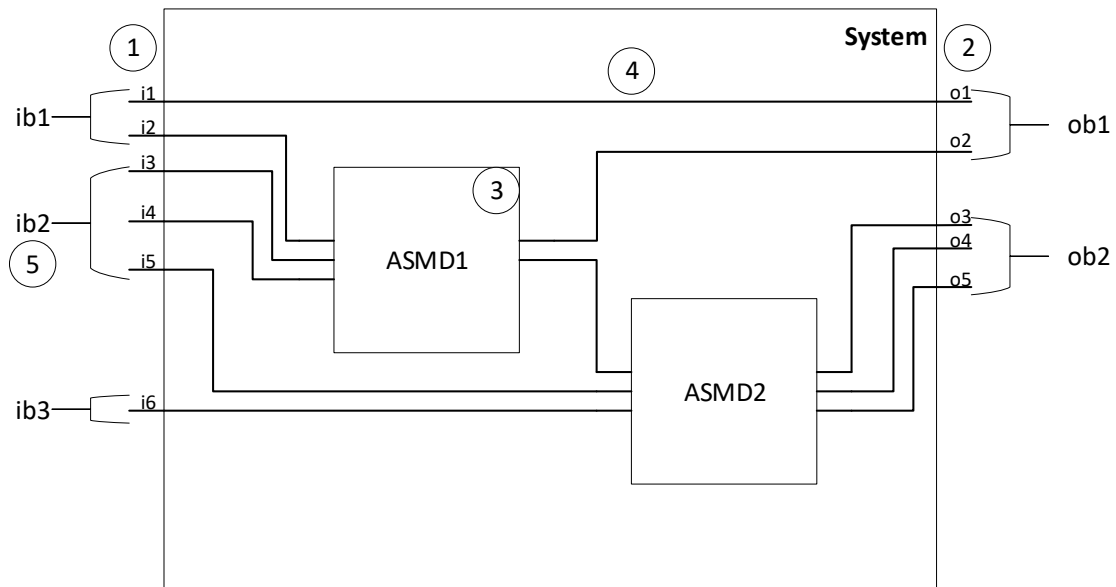 System
1
2
4
i1
o1
ib1
ob1
i2
o2
i3
3
ib2
i4
o3
o4
5
i5
ASMD1
ob2
o5
ASMD2
ib3
i6